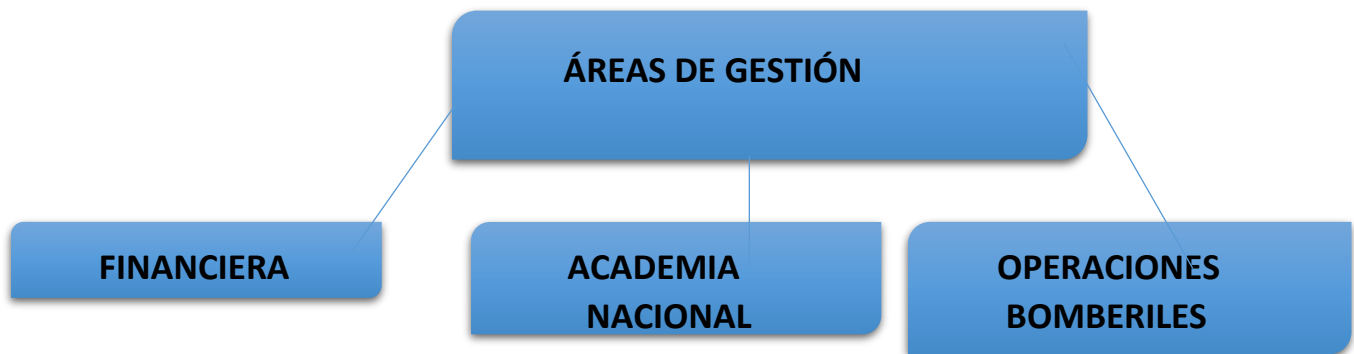 ÁREAS DE GESTIÓN
FINANCIERA
ACADEMIA
NACIONAL
OPERACIONES
BOMBERILES